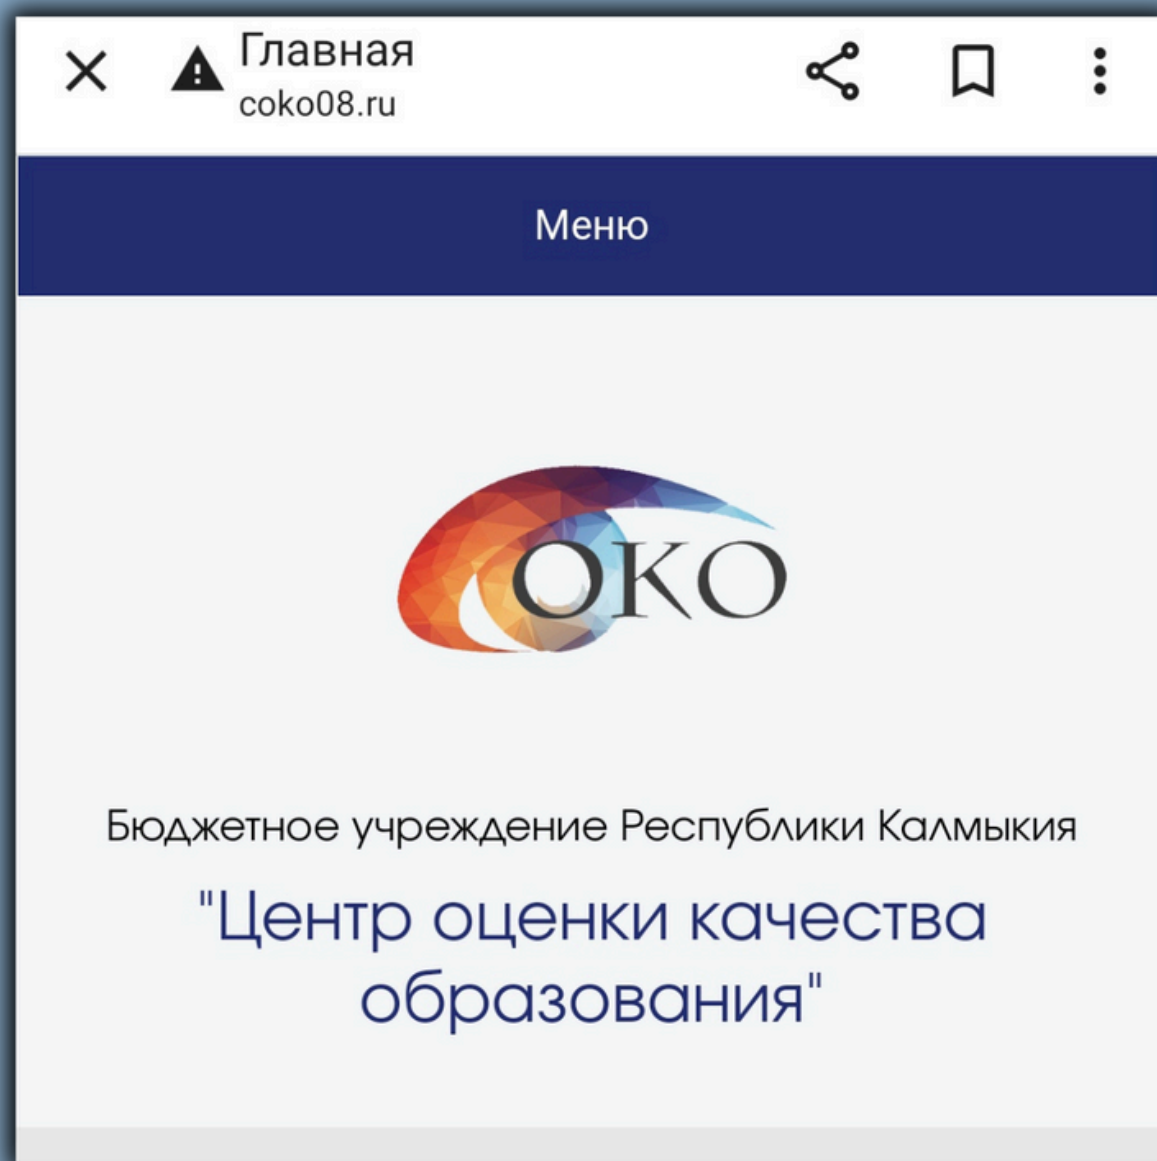 Главная
coko08.ru
Меню
ОКО
Бюджетное учреждение Республики Калмыкия
"Центр оценки качества
образования"